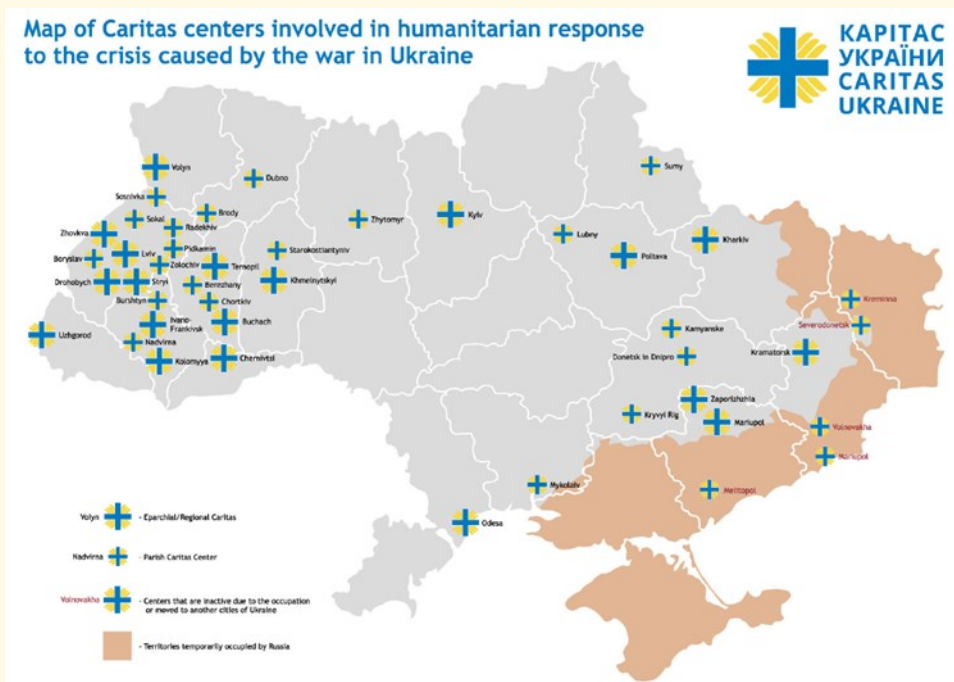 Map of Caritas centers involved in humanitarian response
to the crisis caused by the war in Ukraine
КАРІТАС
УКРАЇНИ
CARITAS
UKRAINE
Volyn
Dubno
Sumy
Sosnivka
Sokal
Brody
Radekhiv
Zhytomyr
Kyiv
Zhovkva
Lubny
Kharkiv
Pidkamin
Starokostiantyniv
Boryslav
Lviv
Zolochiv
Ternopil
Poltava
Drohobych
Stryi
Berezhany
Khmelnytskyi
Burshtyn
Chortkiv
Kreminna
Ivano-
Frankivsk
Buchach
Severodonetsk
Uzhgorod
Kamyanske
Nadvirna
Kolomyya
Chernivtsi
Donetsk in Dnipro
Kramatorsk
Zaporizhzhia
Kryvyi Rig
Mariupol
Volnovakha
Mariupol
Mykolaiv
Melitopol
Odesa
Volyn - Eparchial/Regional Caritas
Nadvirna - Parish Caritas Center
Volnovakha - Centers that are inactive due to the occupation
or moved to another cities of Ukraine
- Territories temporarily occupied by Russia